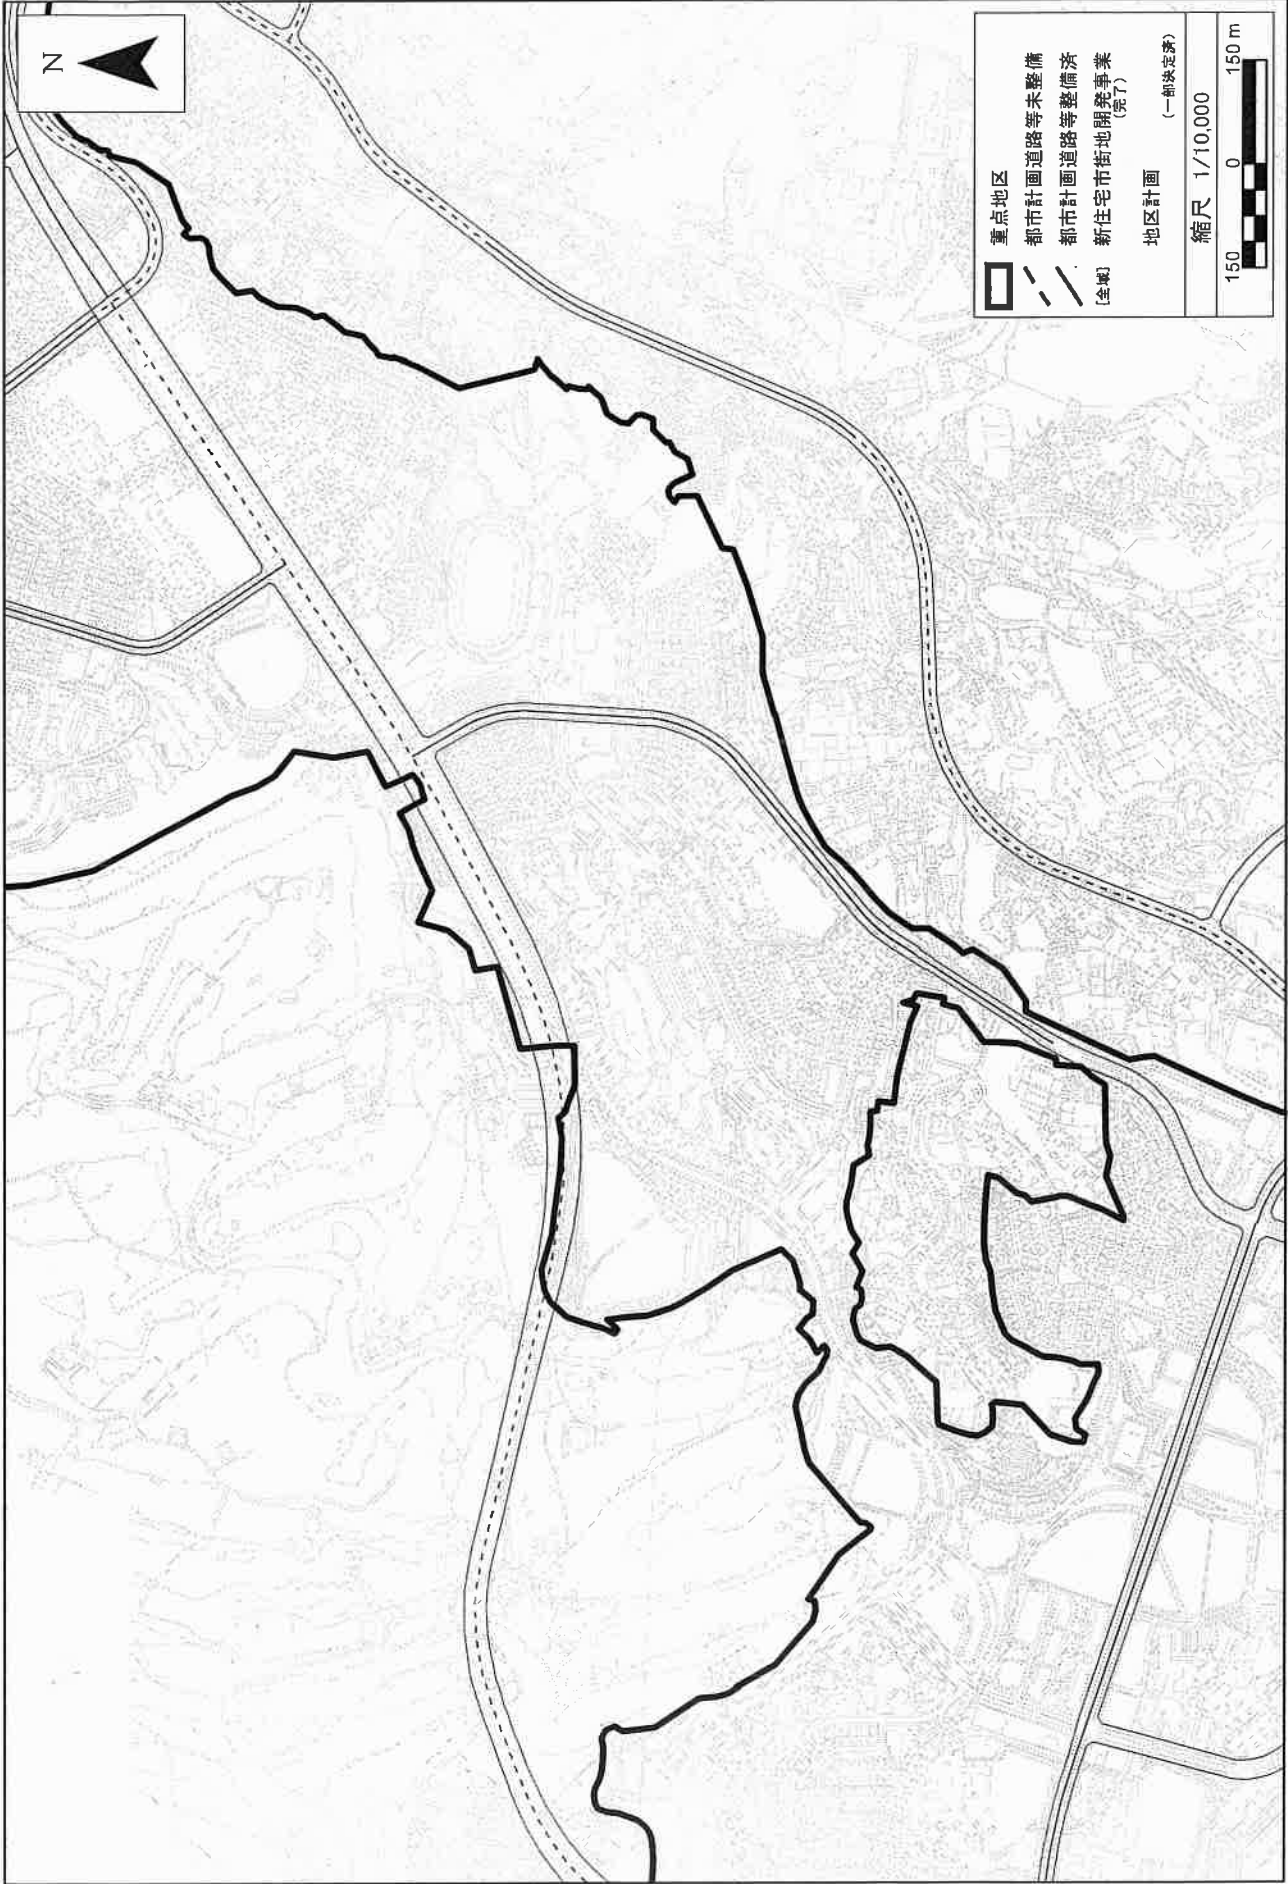 N
重点地区
都市計画道路等未整備
都市計画道路等整備済
[全域] 新住宅市街地開発事業
(完了)
地区計画
(一部決定済)
縮尺 1/10,000
150 0 150 m